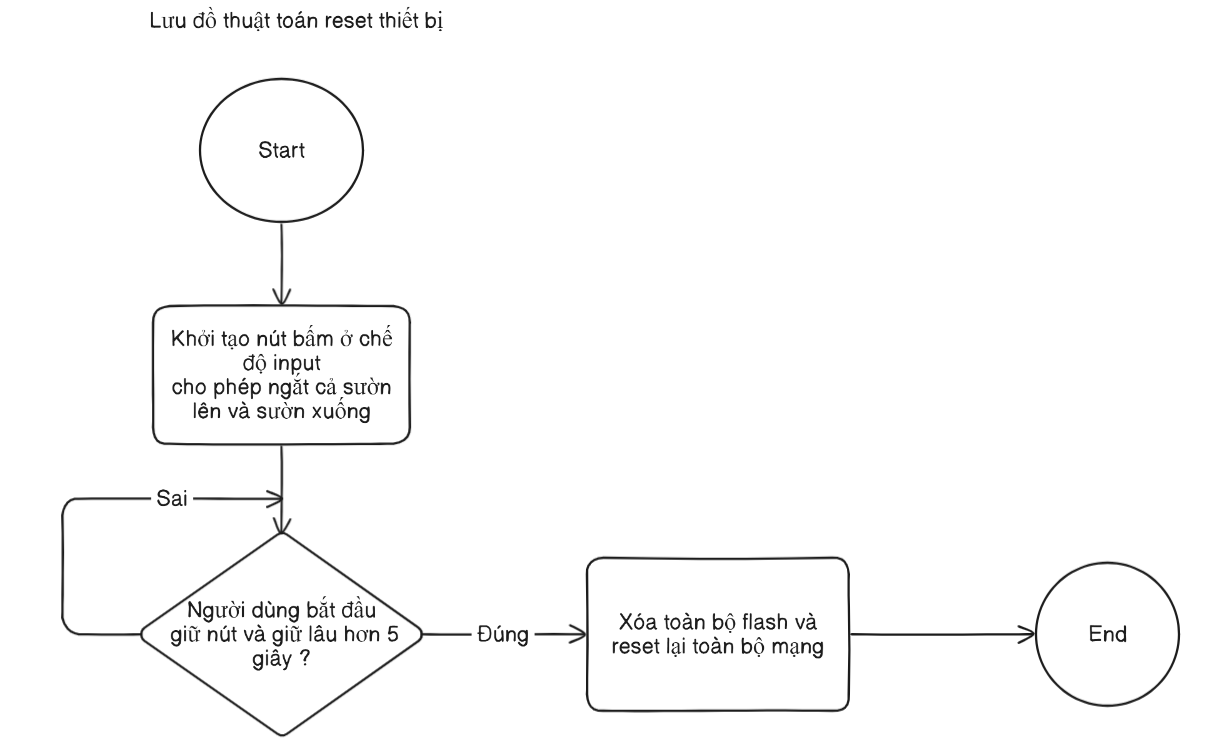 Lưu đồ thuật toán reset thiết bị
Start
Khởi tạo nút bấm ở chế
độ input
cho phép ngắt cả sườn
lên và sườn xuống
Sai
Người dùng bắt đầu
giữ nút và giữ lâu hơn 5
giây ?
Đúng
Xóa toàn bộ flash và
reset lại toàn bộ mạng
End